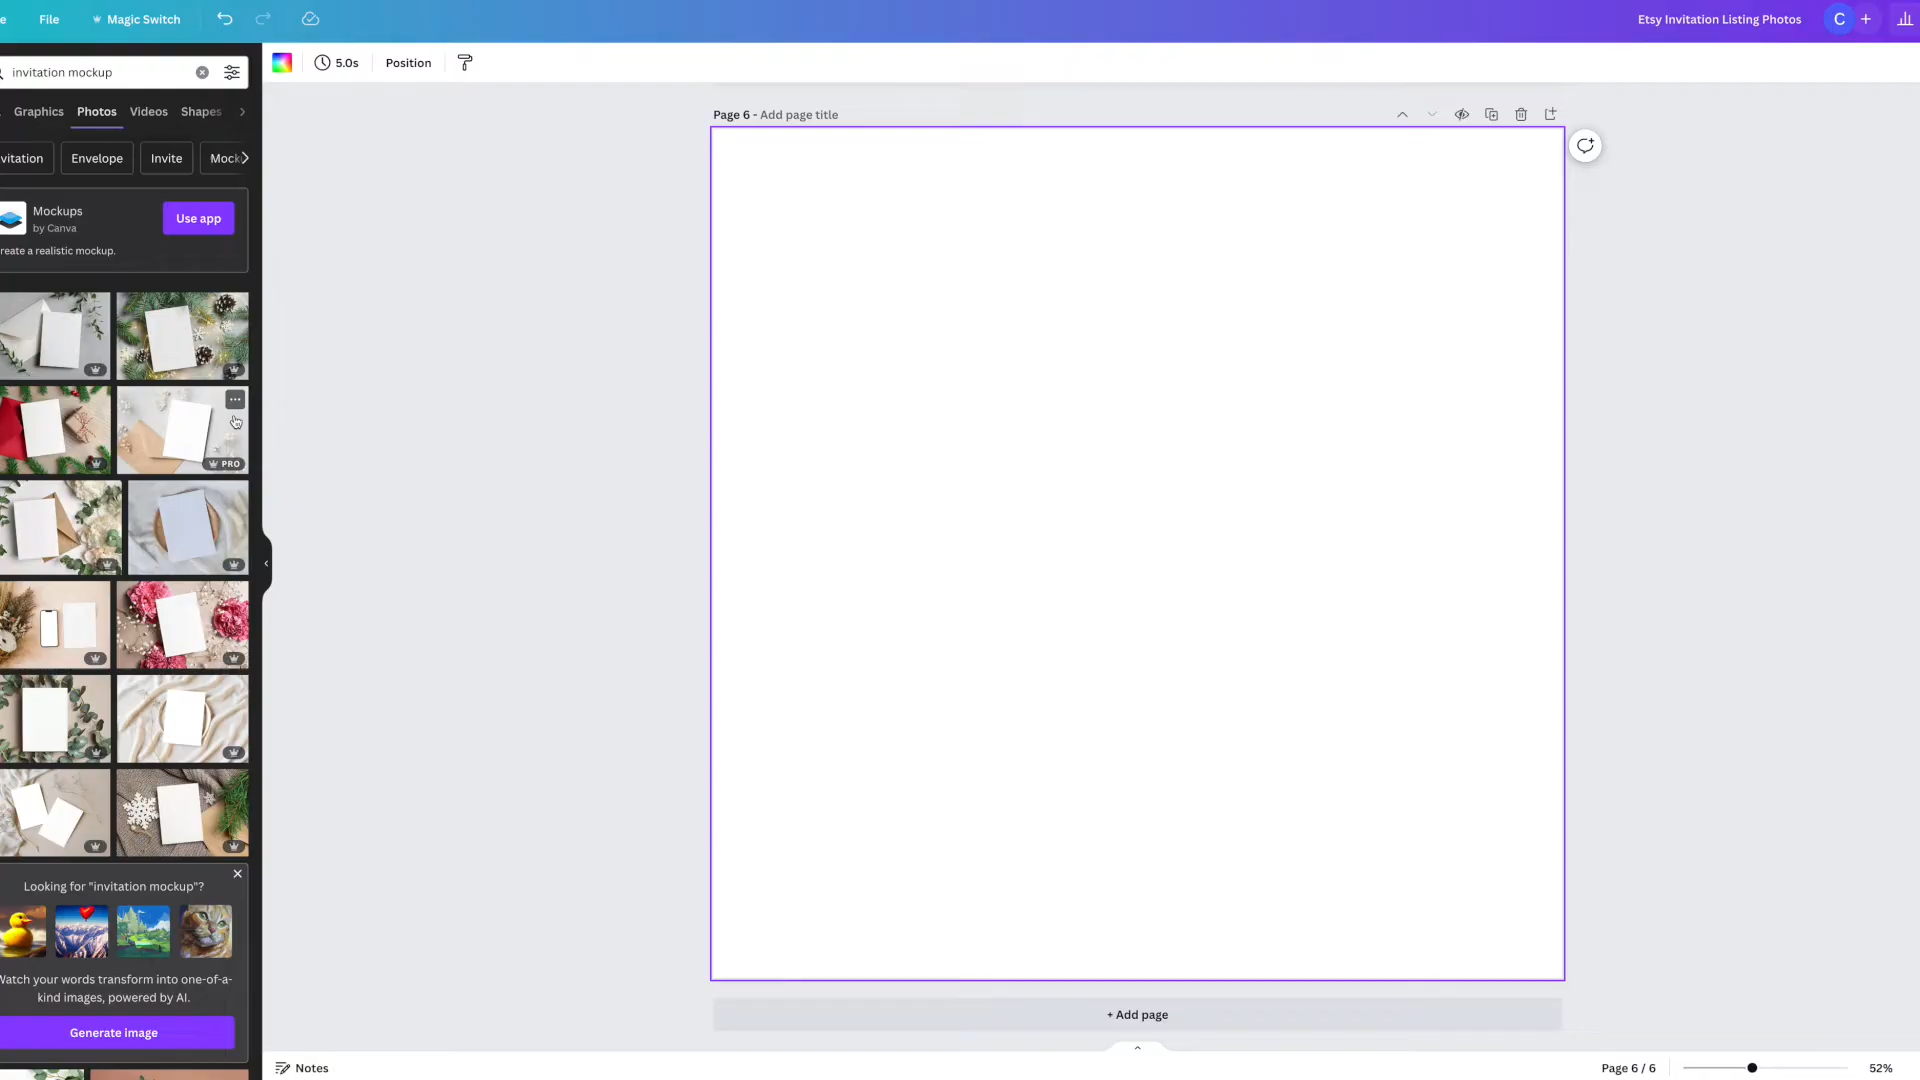 e File Magic Switch Etsy Invitation Listing Photos C +
invitation mockup
5.0s Position
Graphics Photos Videos Shapes
Page 6 - Add page title
vitation Envelope Invite Mock
Mockups
by Canva
Use app
reate a realistic mockup.
PRO
Looking for "invitation mockup"?
Watch your words transform into one-of-a-
kind images, powered by AI.
Generate image
+ Add page
Notes
Page 6 / 6
52%